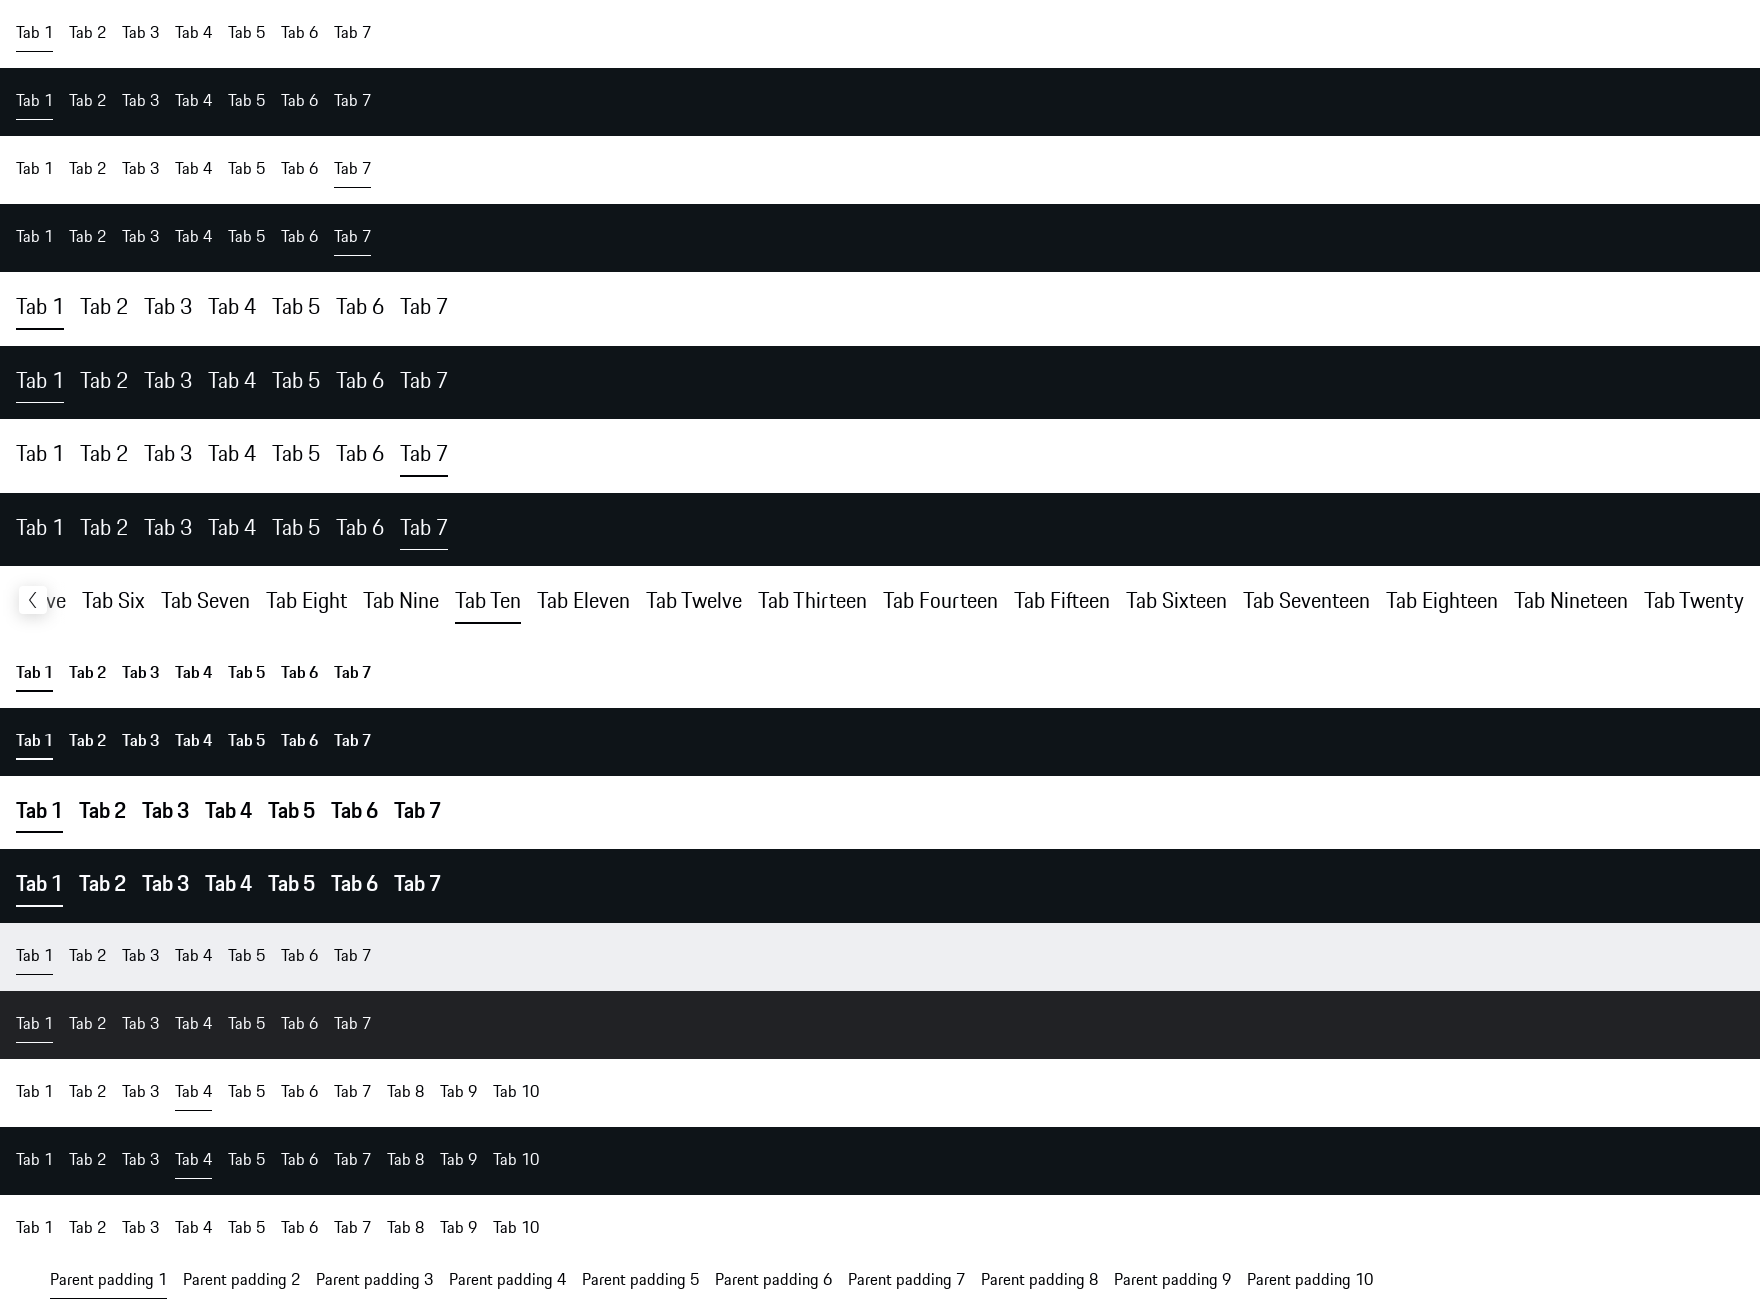 Tab 1 Tab 2 Tab 3 Tab 4 Tab 5 Tab 6 Tab 7
Tab 1 Tab 2 Tab 3 Tab 4 Tab 5 Tab 6 Tab 7
Tab 1 Tab 2 Tab 3 Tab 4 Tab 5 Tab 6 Tab 7
Tab 1 Tab 2 Tab 3 Tab 4 Tab 5 Tab 6 Tab 7
Tab 1 Tab 2 Tab 3 Tab 4 Tab 5 Tab 6 Tab 7
Tab 1 Tab 2 Tab 3 Tab 4 Tab 5 Tab 6 Tab 7
Tab 1 Tab 2 Tab 3 Tab 4 Tab 5 Tab 6 Tab 7
Tab 1 Tab 2 Tab 3 Tab 4 Tab 5 Tab 6 Tab 7
ve Tab Six Tab Seven Tab Eight Tab Nine Tab Ten Tab Eleven Tab Twelve Tab Thirteen Tab Fourteen Tab Fifteen Tab Sixteen Tab Seventeen Tab Eighteen Tab Nineteen Tab Twenty
Tab 1 Tab 2 Tab 3 Tab 4 Tab 5 Tab 6 Tab 7
Tab 1 Tab 2 Tab 3 Tab 4 Tab 5 Tab 6 Tab 7
Tab 1 Tab 2 Tab 3 Tab 4 Tab 5 Tab 6 Tab 7
Tab 1 Tab 2 Tab 3 Tab 4 Tab 5 Tab 6 Tab 7
Tab 1 Tab 2 Tab 3 Tab 4 Tab 5 Tab 6 Tab 7
Tab 1 Tab 2 Tab 3 Tab 4 Tab 5 Tab 6 Tab 7
Tab 1 Tab 2 Tab 3 Tab 4 Tab 5 Tab 6 Tab 7 Tab 8 Tab 9 Tab 10
Tab 1 Tab 2 Tab 3 Tab 4 Tab 5 Tab 6 Tab 7 Tab 8 Tab 9 Tab 10
Tab 1 Tab 2 Tab 3 Tab 4 Tab 5 Tab 6 Tab 7 Tab 8 Tab 9 Tab 10
Parent padding 1 Parent padding 2 Parent padding 3 Parent padding 4 Parent padding 5 Parent padding 6 Parent padding 7 Parent padding 8 Parent padding 9 Parent padding 10